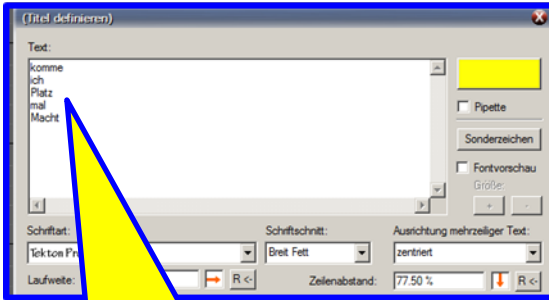 (Titel definieren)
Text:
komme
ich
Platz
mal
Macht
Pipette
Sonderzeichen
Fontvorschau
Größe:
+ -
Schriftart: Schriftschnitt: Ausrichtung mehrzeiliger Text:
Tekton Breit Fett zentriert
Laufweite: R <- Zeilenabstand: 77.50 % R <-